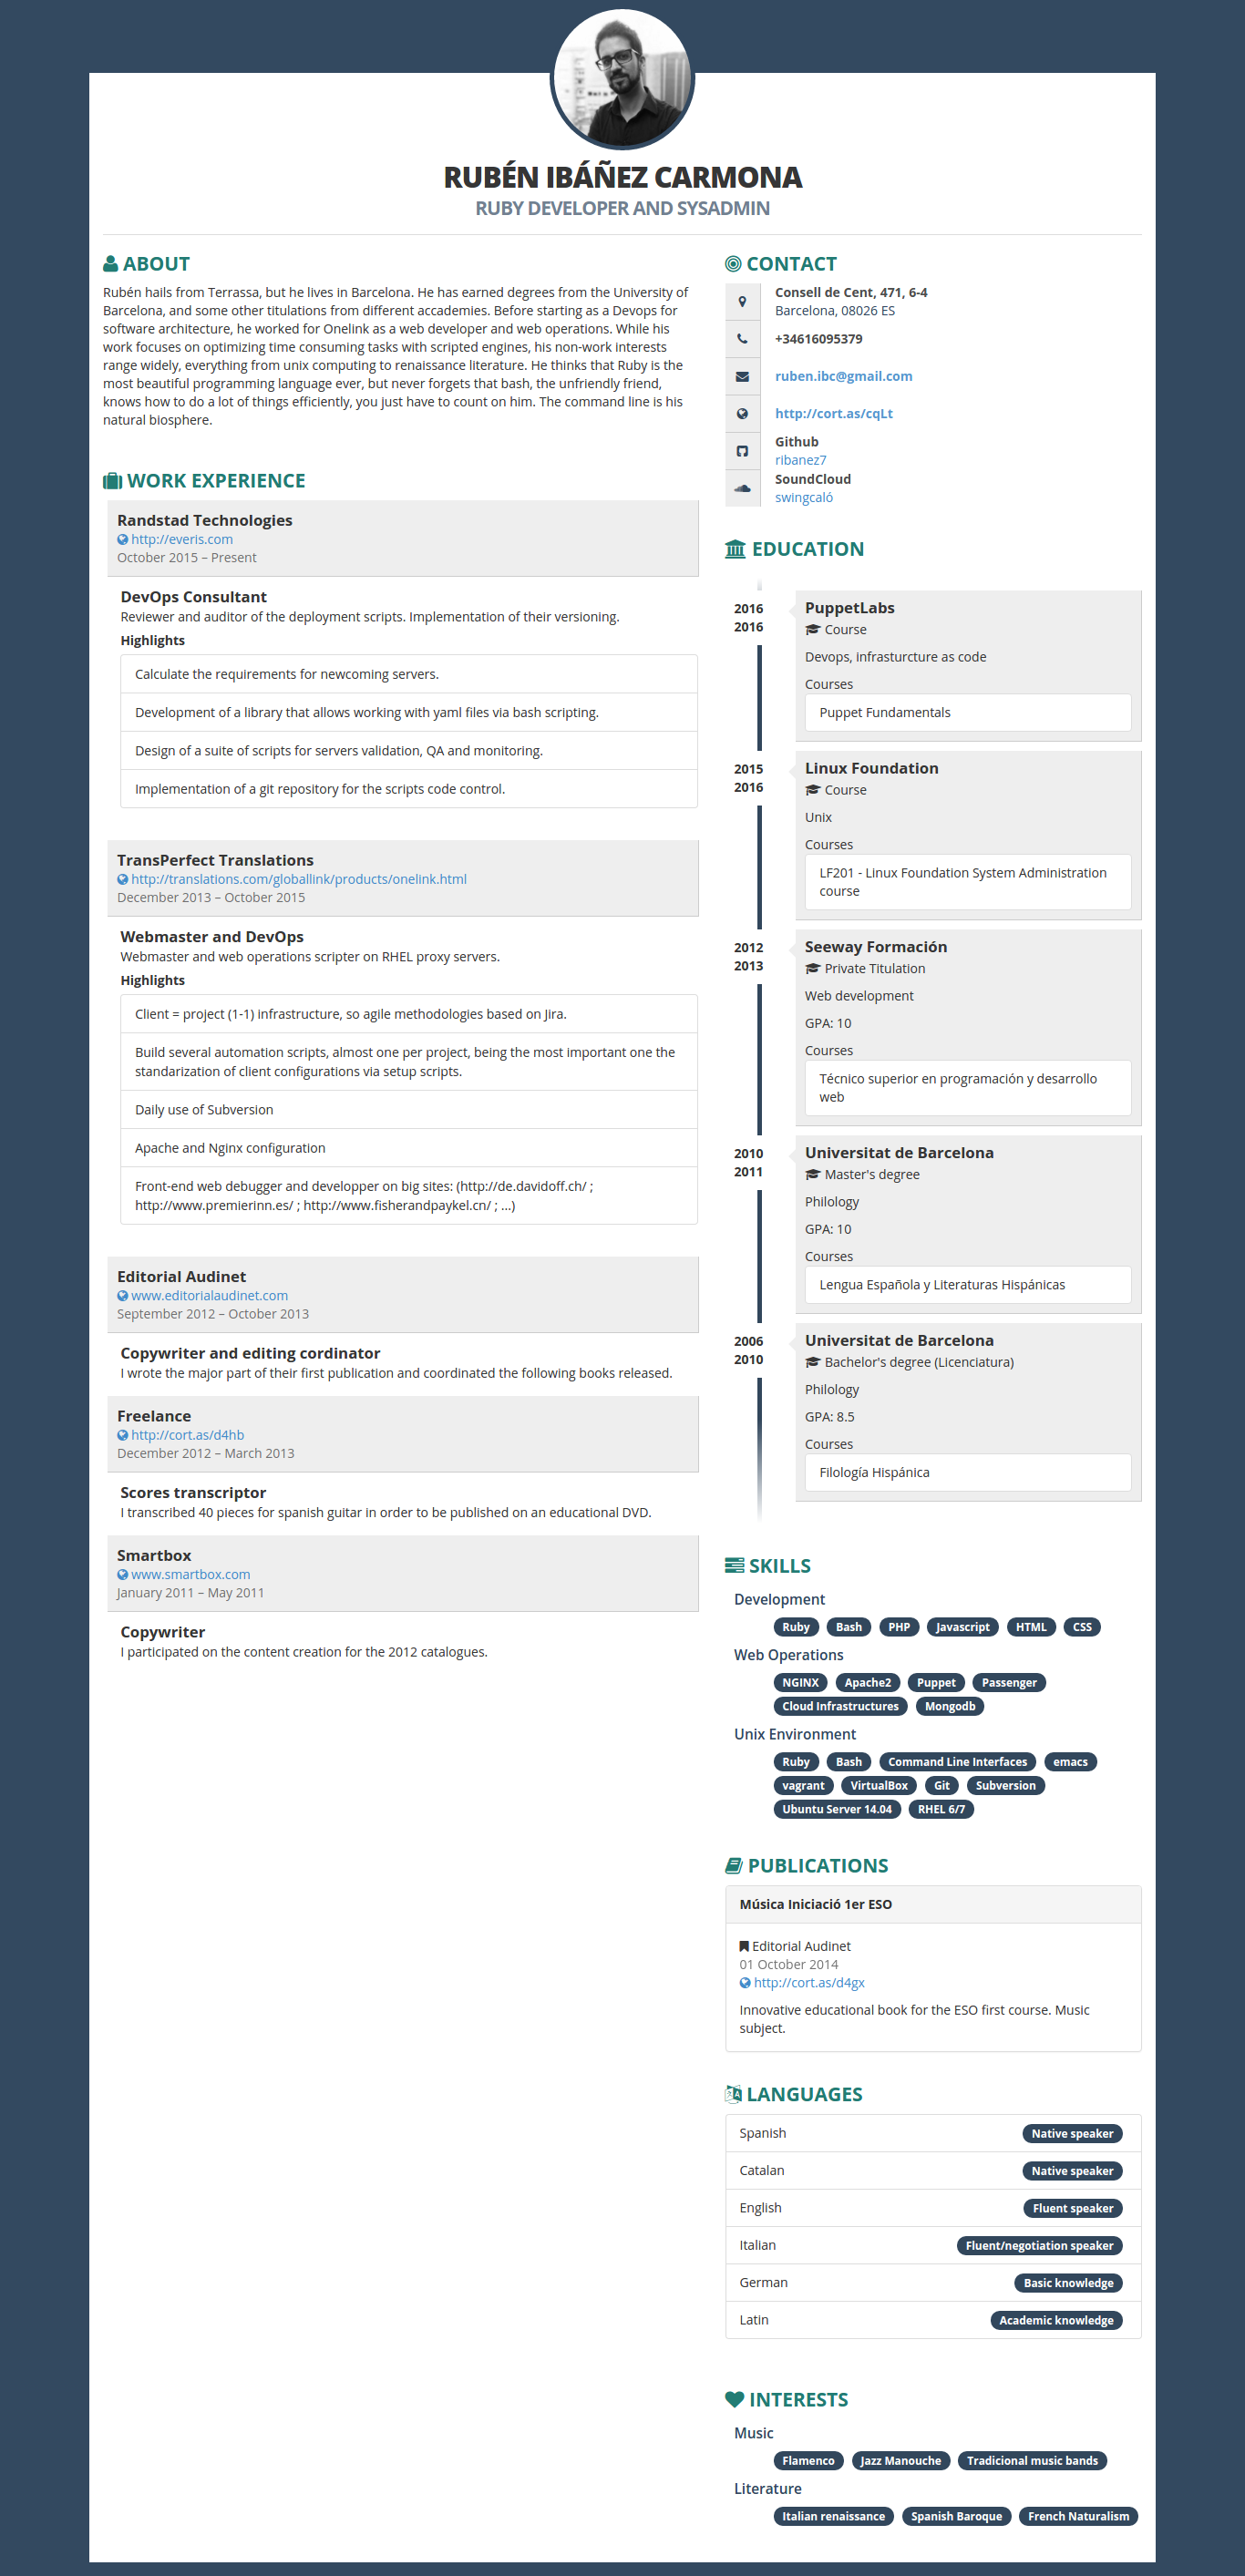 RUBÉN IBÁÑEZ CARMONA
RUBY DEVELOPER AND SYSADMIN
ABOUT
Rubén hails from Terrassa, but he lives in Barcelona. He has earned degrees from the University of
Barcelona, and some other titulations from different accademies. Before starting as a Devops for
software architecture, he worked for Onelink as a web developer and web operations. While his
work focuses on optimizing time consuming tasks with scripted engines, his non-work interests
range widely, everything from unix computing to renaissance literature. He thinks that Ruby is the
most beautiful programming language ever, but never forgets that bash, the unfriendly friend,
knows how to do a lot of things efficiently, you just have to count on him. The command line is his
natural biosphere.
WORK EXPERIENCE
Randstad Technologies
http://everis.com
October 2015 – Present
DevOps Consultant
Reviewer and auditor of the deployment scripts. Implementation of their versioning.
Highlights
Calculate the requirements for newcoming servers.
Development of a library that allows working with yaml files via bash scripting.
Design of a suite of scripts for servers validation, QA and monitoring.
Implementation of a git repository for the scripts code control.
TransPerfect Translations
http://translations.com/globallink/products/onelink.html
December 2013 – October 2015
Webmaster and DevOps
Webmaster and web operations scripter on RHEL proxy servers.
Highlights
Client = project (1-1) infrastructure, so agile methodologies based on Jira.
Build several automation scripts, almost one per project, being the most important one the
standarization of client configurations via setup scripts.
Daily use of Subversion
Apache and Nginx configuration
Front-end web debugger and developper on big sites: (http://de.davidoff.ch/ ;
http://www.premierinn.es/ ; http://www.fisherandpaykel.cn/ ; ...)
Editorial Audinet
www.editorialaudinet.com
September 2012 – October 2013
Copywriter and editing cordinator
I wrote the major part of their first publication and coordinated the following books released.
Freelance
http://cort.as/d4hb
December 2012 – March 2013
Scores transcriptor
I transcribed 40 pieces for spanish guitar in order to be published on an educational DVD.
Smartbox
www.smartbox.com
January 2011 – May 2011
Copywriter
I participated on the content creation for the 2012 catalogues.
CONTACT
Consell de Cent, 471, 6-4
Barcelona, 08026 ES
+34616095379
ruben.ibc@gmail.com
http://cort.as/cqLt
Github
ribanez7
SoundCloud
swingcaló
EDUCATION
2016
2016
PuppetLabs
Course
Devops, infrasturcture as code
Courses
Puppet Fundamentals
2015
2016
Linux Foundation
Course
Unix
Courses
LF201 - Linux Foundation System Administration
course
2012
2013
Seeway Formación
Private Titulation
Web development
GPA: 10
Courses
Técnico superior en programación y desarrollo
web
2010
2011
Universitat de Barcelona
Master's degree
Philology
GPA: 10
Courses
Lengua Española y Literaturas Hispánicas
2006
2010
Universitat de Barcelona
Bachelor's degree (Licenciatura)
Philology
GPA: 8.5
Courses
Filología Hispánica
SKILLS
Development
Ruby Bash PHP Javascript HTML CSS
Web Operations
NGINX Apache2 Puppet Passenger
Cloud Infrastructures Mongodb
Unix Environment
Ruby Bash Command Line Interfaces emacs
vagrant VirtualBox Git Subversion
Ubuntu Server 14.04 RHEL 6/7
PUBLICATIONS
Música Iniciació 1er ESO
Editorial Audinet
01 October 2014
http://cort.as/d4gx
Innovative educational book for the ESO first course. Music
subject.
LANGUAGES
Spanish Native speaker
Catalan Native speaker
English Fluent speaker
Italian Fluent/negotiation speaker
German Basic knowledge
Latin Academic knowledge
INTERESTS
Music
Flamenco Jazz Manouche Tradicional music bands
Literature
Italian renaissance Spanish Baroque French Naturalism